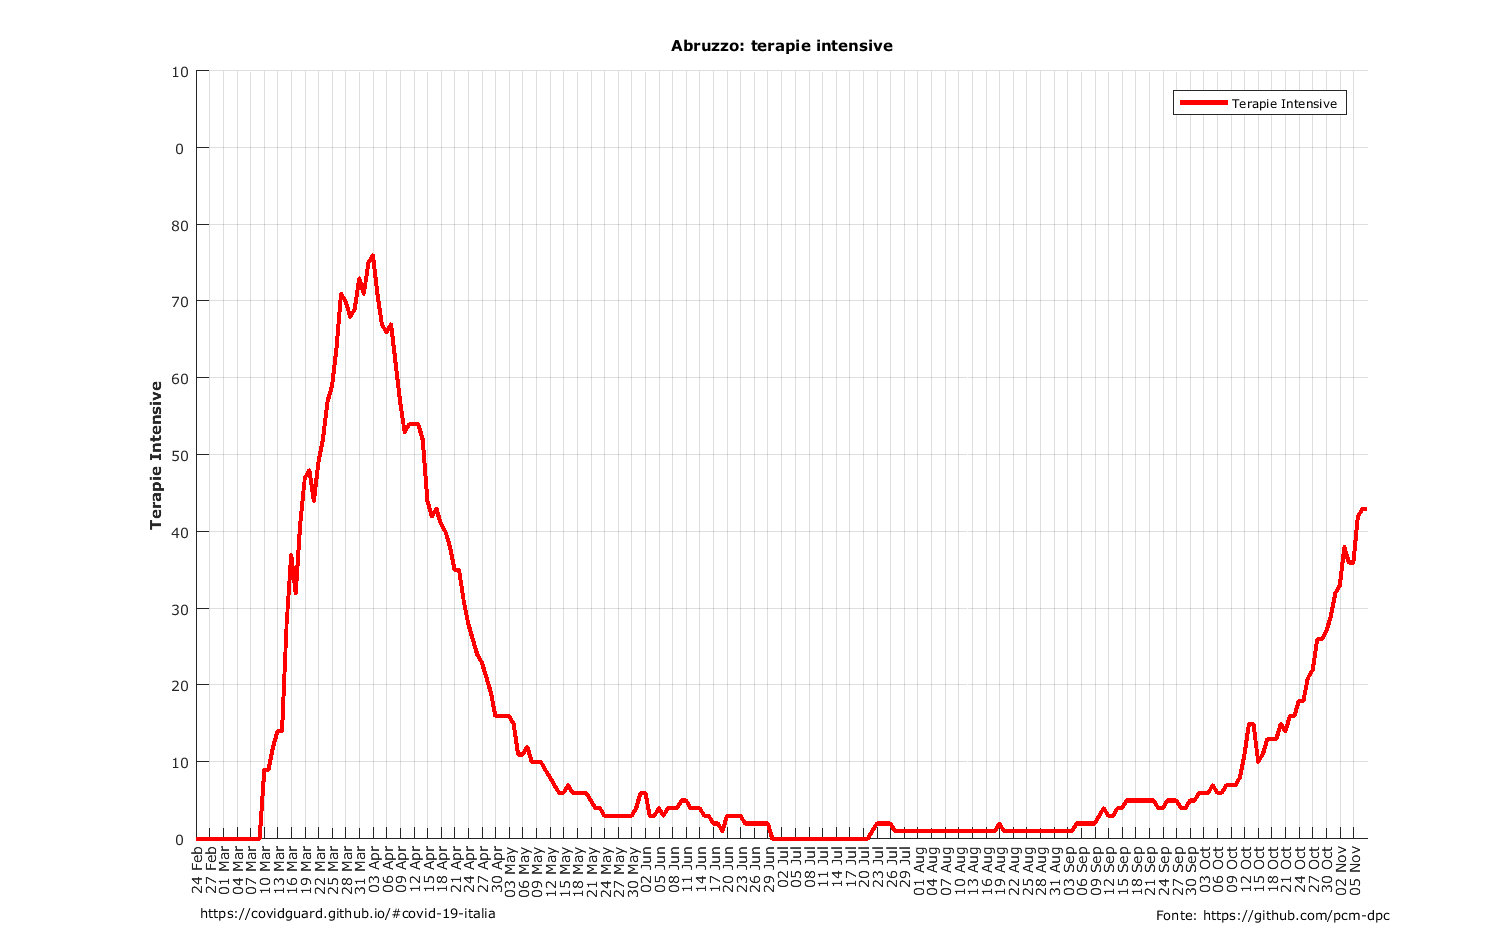 Abruzzo: terapie intensive
Terapie Intensive
10
0
80
70
60
50
40
30
20
10
0
Terapie Intensive
24 Feb
27 Feb
01 Mar
04 Mar
07 Mar
10 Mar
13 Mar
16 Mar
19 Mar
22 Mar
25 Mar
28 Mar
31 Mar
03 Apr
06 Apr
09 Apr
12 Apr
15 Apr
18 Apr
21 Apr
24 Apr
27 Apr
30 Apr
03 May
06 May
09 May
12 May
15 May
18 May
21 May
24 May
27 May
30 May
02 Jun
05 Jun
08 Jun
11 Jun
14 Jun
17 Jun
20 Jun
23 Jun
26 Jun
29 Jun
02 Jul
05 Jul
08 Jul
11 Jul
14 Jul
17 Jul
20 Jul
23 Jul
26 Jul
29 Jul
01 Aug
04 Aug
07 Aug
10 Aug
13 Aug
16 Aug
19 Aug
22 Aug
25 Aug
28 Aug
31 Aug
03 Sep
06 Sep
09 Sep
12 Sep
15 Sep
18 Sep
21 Sep
24 Sep
27 Sep
30 Sep
03 Oct
06 Oct
09 Oct
12 Oct
15 Oct
18 Oct
21 Oct
24 Oct
27 Oct
30 Oct
02 Nov
05 Nov
https://covidguard.github.io/#covid-19-italia
Fonte: https://github.com/pcm-dpc